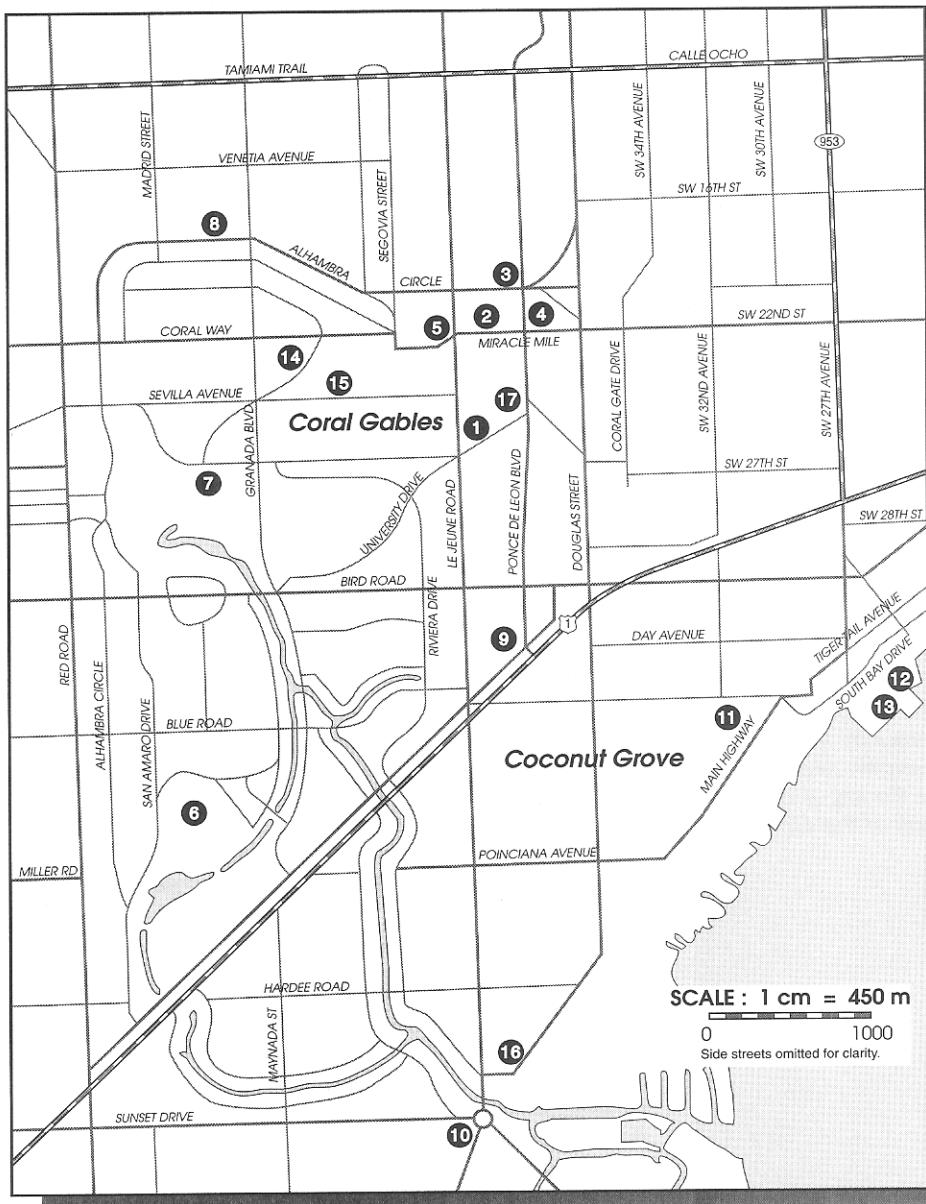 TAMIAMI TRAIL
CALLE OCHO
MADRID STREET
VENETIA AVENUE
SEGOVIA STREET
SW 34TH AVENUE
SW 30TH AVENUE
953
SW 16TH ST
8
ALHAMBRA
CIRCLE
3
CORAL WAY
5
2
4
MIRACLE MILE
SW 22ND ST
14
15
SEVILLA AVENUE
GRANADA BLVD
Coral Gables
17
1
CORAL GATE DRIVE
SW 32ND AVENUE
SW 27TH AVENUE
7
UNIVERSITY DRIVE
LE JEUNE ROAD
PONCE DE LEON BLVD
DOUGLAS STREET
SW 27TH ST
SW 28TH ST
BIRD ROAD
RED ROAD
RIVIERA DRIVE
9
1
DAY AVENUE
TIGERTAIL AVENUE
SOUTH BAY DRIVE
12
13
ALHAMBRA CIRCLE
SAN AMARO DRIVE
BLUE ROAD
11
MAIN HIGHWAY
Coconut Grove
6
MILLER RD
POINCIANA AVENUE
HARDEE ROAD
MAYNADA ST
SCALE : 1 cm = 450 m
0 1000
Side streets omitted for clarity.
16
SUNSET DRIVE
10